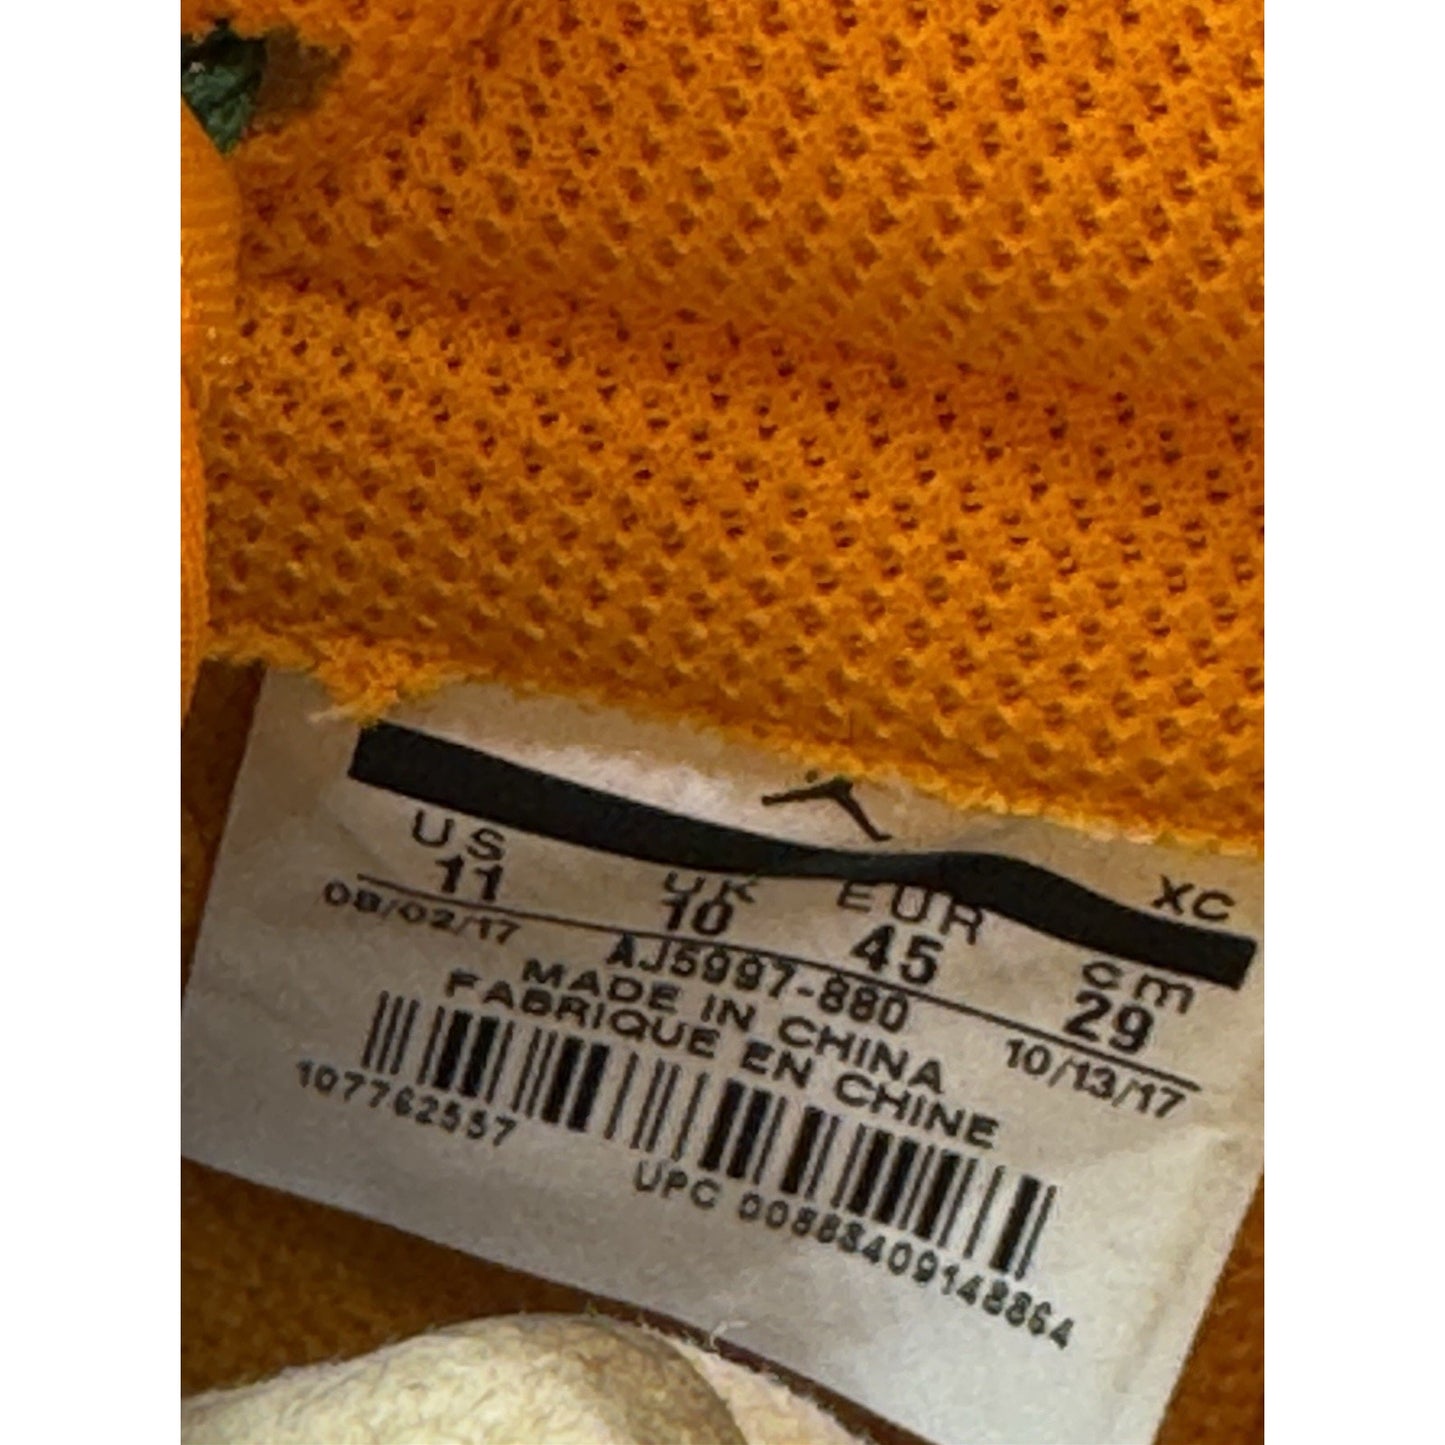 XC
US UK EUR cm
11 10 45 29
08/02/17 AJ5997-880 10/13/17
MADE IN CHINA
FABRIQUE EN CHINE
107762557
UPC